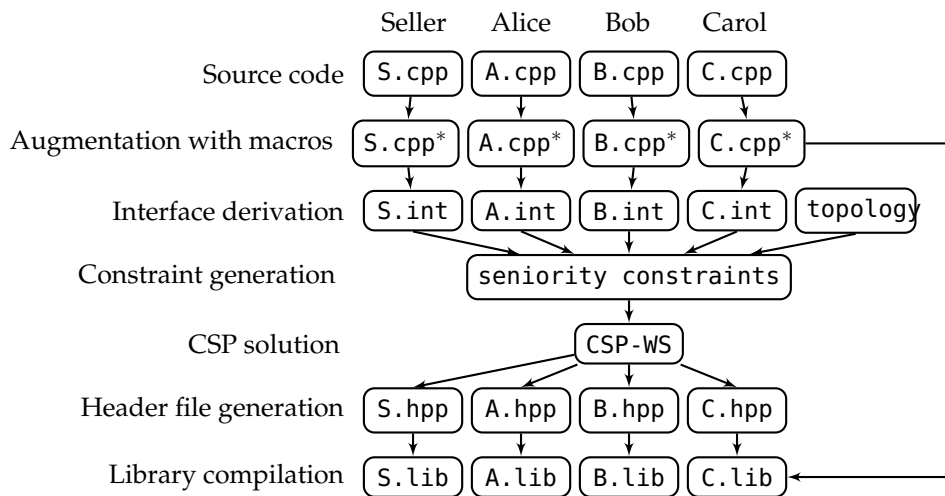 Seller Alice Bob Carol
Source code S.cpp A.cpp B.cpp C.cpp
Augmentation with macros S.cpp* A.cpp* B.cpp* C.cpp*
Interface derivation S.int A.int B.int C.int topology
Constraint generation seniority constraints
CSP solution CSP-WS
Header file generation S.hpp A.hpp B.hpp C.hpp
Library compilation S.lib A.lib B.lib C.lib